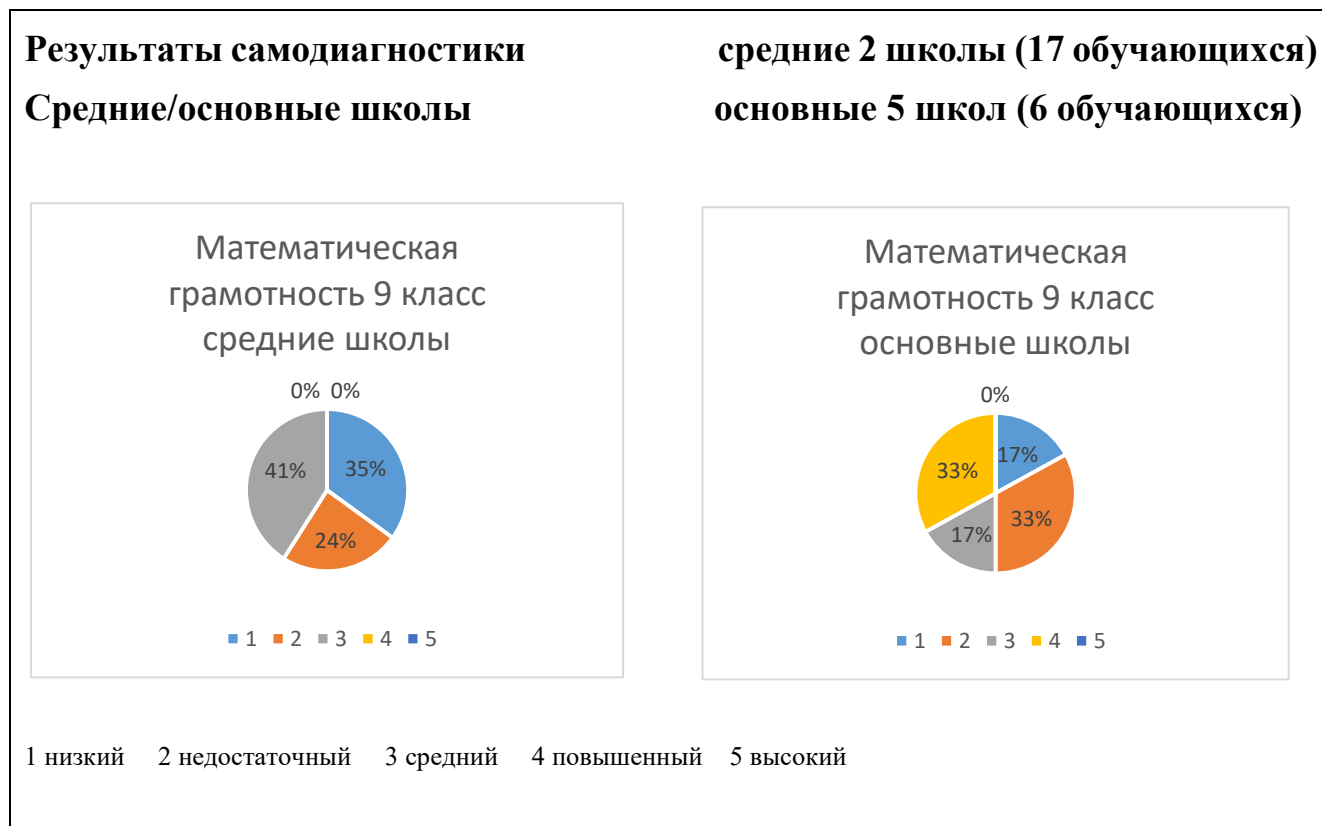 Результаты самодиагностики средние 2 школы (17 обучающихся)
Средние/основные школы основные 5 школ (6 обучающихся)
Математическая
грамотность 9 класс
средние школы
0% 0%
41% 35%
24%
1 2 3 4 5
Математическая
грамотность 9 класс
основные школы
0%
17%
33%
33%
17%
1 2 3 4 5
1 низкий 2 недостаточный 3 средний 4 повышенный 5 высокий